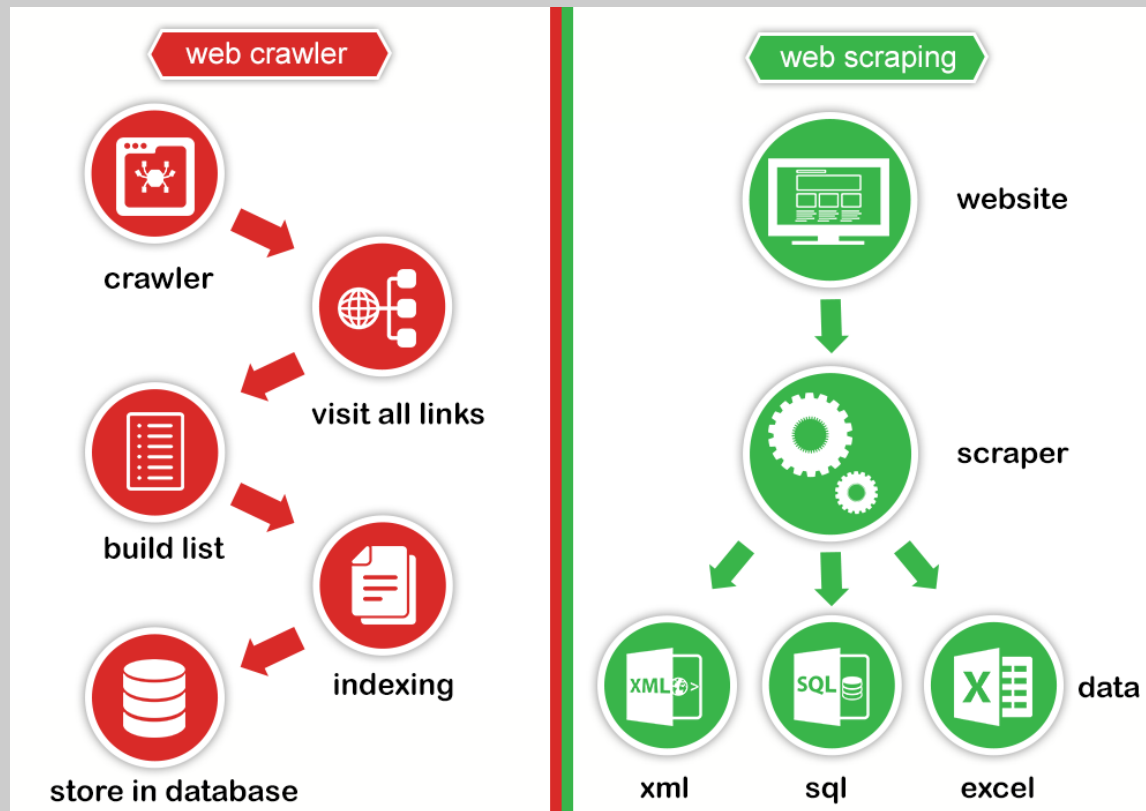 web crawler
crawler
visit all links
build list
indexing
store in database
web scraping
website
scraper
XML
SQL
X
data
xml
sql
excel